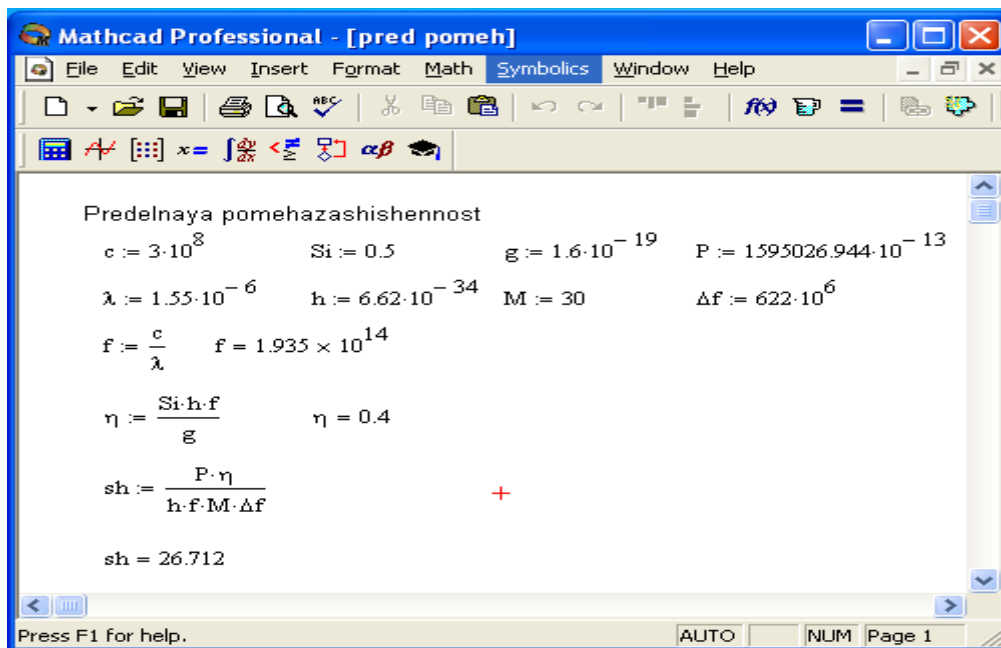 Mathcad Professional - [pred pomeh]
File Edit View Insert Format Math Symbolics Window Help
Predelnaya pomehazashishennost
c := 3·10^8 Si := 0.5 g := 1.6·10^− 19 P := 1595026.944·10^− 13
λ := 1.55·10^− 6 h := 6.62·10^− 34 M := 30 Δf := 622·10^6
f := c/λ f = 1.935 × 10^14
η := Si·h·f/g η = 0.4
sh := P·η/h·f·M·Δf
sh = 26.712
Press F1 for help. AUTO NUM Page 1